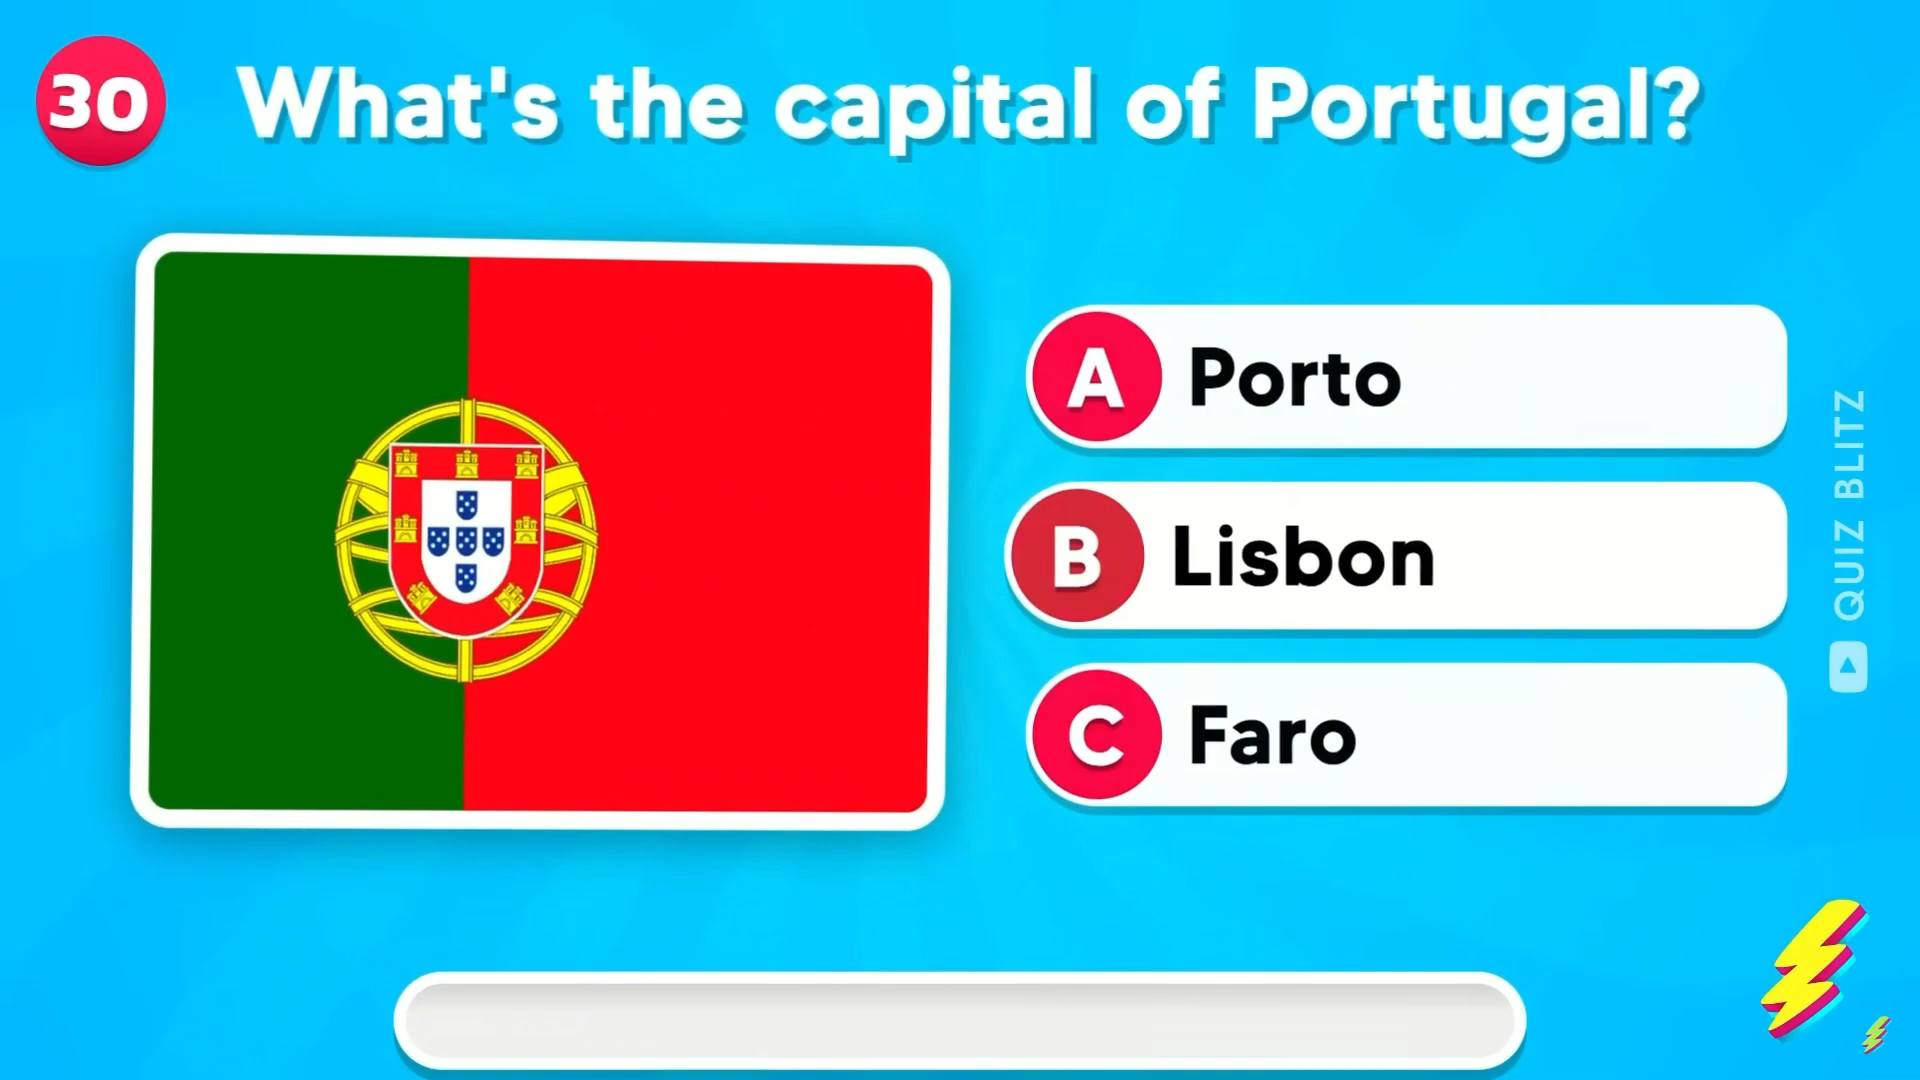 30
What's the capital of Portugal?
A Porto
B Lisbon
C Faro
QUIZ BLITZ